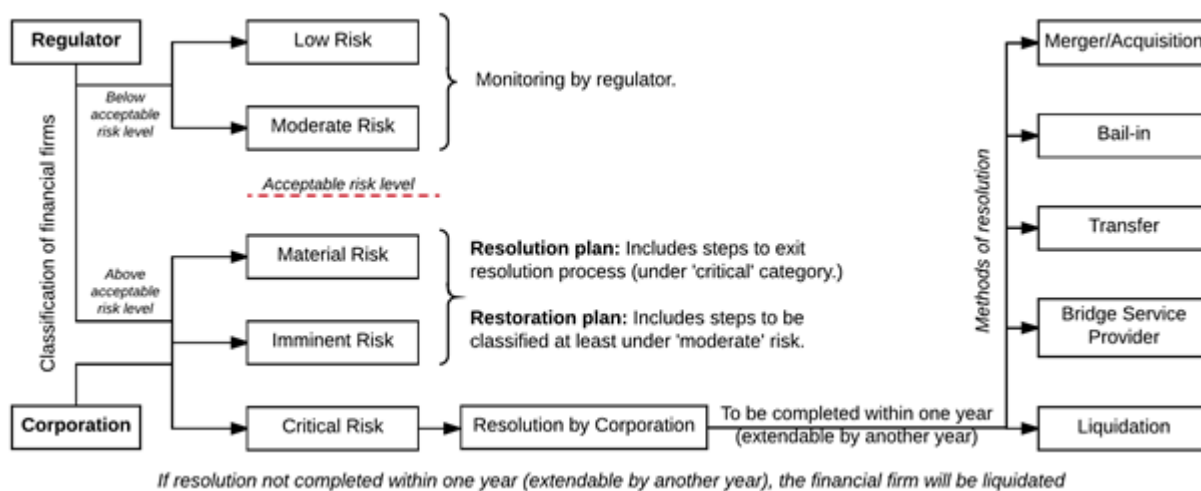 Regulator
Corporation
Classification of financial firms
Below
acceptable
risk level
Above
acceptable
risk level
Low Risk
Moderate Risk
Acceptable risk level
Material Risk
Imminent Risk
Critical Risk
Monitoring by regulator.
Resolution plan: Includes steps to exit
resolution process (under 'critical' category.)
Restoration plan: Includes steps to be
classified at least under 'moderate' risk.
Resolution by Corporation
To be completed within one year
(extendable by another year)
Methods of resolution
Merger/Acquisition
Bail-in
Transfer
Bridge Service
Provider
Liquidation
If resolution not completed within one year (extendable by another year), the financial firm will be liquidated